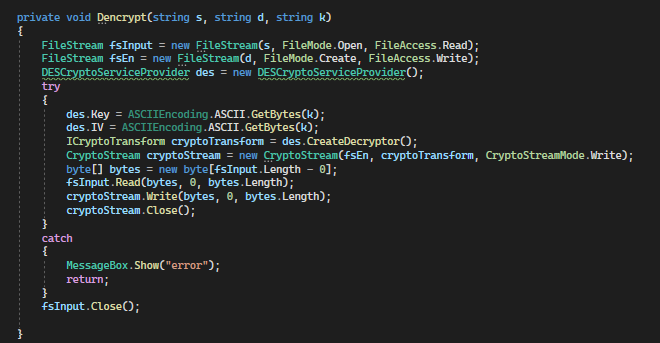 private void Dencrypt(string s, string d, string k)
{
FileStream fsInput = new FileStream(s, FileMode.Open, FileAccess.Read);
FileStream fsEn = new FileStream(d, FileMode.Create, FileAccess.Write);
DESCryptoServiceProvider des = new DESCryptoServiceProvider();
try
{
des.Key = ASCIIEncoding.ASCII.GetBytes(k);
des.IV = ASCIIEncoding.ASCII.GetBytes(k);
ICryptoTransform cryptoTransform = des.CreateDecryptor();
CryptoStream cryptoStream = new CryptoStream(fsEn, cryptoTransform, CryptoStreamMode.Write);
byte[] bytes = new byte[fsInput.Length - 0];
fsInput.Read(bytes, 0, bytes.Length);
cryptoStream.Write(bytes, 0, bytes.Length);
cryptoStream.Close();
}
catch
{
MessageBox.Show("error");
return;
}
fsInput.Close();
}